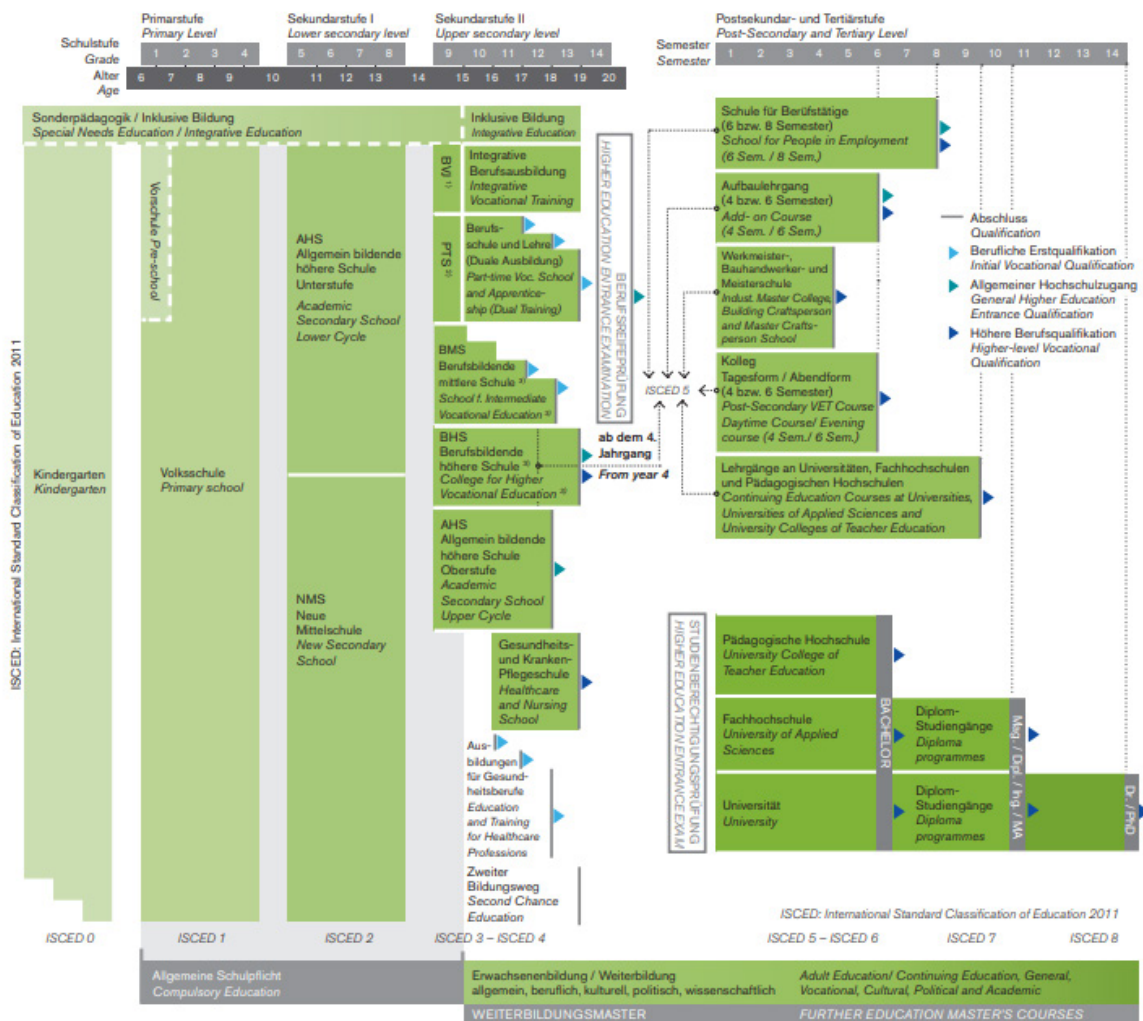 Primarstufe
Primary Level
Sekundarstufe I
Lower secondary level
Sekundarstufe II
Upper secondary level
Postsekundar- und Tertiärstufe
Post-Secondary and Tertiary Level
Schulstufe
Grade
1 2 3 4 5 6 7 8 9 10 11 12 13 14
Alter
Age
6 7 8 9 10 11 12 13 14 15 16 17 18 19 20
Semester
Semester
1 2 3 4 5 6 7 8 9 10 11 12 13 14
Sonderpädagogik / Inklusive Bildung
Special Needs Education / Integrative Education
Inklusive Bildung
Integrative Education
ISCED: International Standard Classification of Education 2011
Kindergarten
Kindergarten
Vorschule Pre-school
Volksschule
Primary school
AHS
Allgemein bildende
höhere Schule
Unterstufe
Academic
Secondary School
Lower Cycle
NMS
Neue
Mittelschule
New Secondary
School
BVJ 1)
Integrative
Berufsausbildung
Integrative
Vocational Training
PTS 2)
Berufs-
schule und Lehre
(Duale Ausbildung)
Part-time Voc. School
and Apprentice-
ship (Dual Training)
BMS
Berufsbildende
mittlere Schule 3)
School f. Intermediate
Vocational Education 3)
BHS
Berufsbildende
höhere Schule 3)
College for Higher
Vocational Education 3)
AHS
Allgemein bildende
höhere Schule
Oberstufe
Academic
Secondary School
Upper Cycle
Gesundheits-
und Kranken-
Pflegeschule
Healthcare
and Nursing
School
Aus-
bildungen
für Gesund-
heitsberufe
Education
and Training
for Healthcare
Professions
Zweiter
Bildungsweg
Second Chance
Education
BERUFSREIFEPRÜFUNG
HIGHER EDUCATION ENTRANCE EXAMINATION
ab dem 4.
Jahrgang
From year 4
ISCED 5
Schule für Berüfstätige
(6 bzw. 8 Semester)
School for People in Employment
(6 Sem. / 8 Sem.)
Aufbaulehrgang
(4 bzw. 6 Semester)
Add- on Course
(4 Sem. / 6 Sem.)
Werkmeister-,
Bauhandwerker- und
Meisterschule
Indust. Master College,
Building Craftsperson
and Master Crafts-
person School
Kolleg
Tagesform / Abendform
(4 bzw. 6 Semester)
Post-Secondary VET Course
Daytime Course/ Evening
course (4 Sem./ 6 Sem.)
Lehrgänge an Universitäten, Fachhochschulen
und Pädagogischen Hochschulen
Continuing Education Courses at Universities,
Universities of Applied Sciences and
University Colleges of Teacher Education
Abschluss
Qualification
Berufliche Erstqualifikation
Initial Vocational Qualification
Allgemeiner Hochschulzugang
General Higher Education
Entrance Qualification
Höhere Berufsqualifikation
Higher-level Vocational
Qualification
STUDIENBERECHTIGUNGSPRÜFUNG
HIGHER EDUCATION ENTRANCE EXAM
Pädagogische Hochschule
University College of
Teacher Education
Fachhochschule
University of Applied
Sciences
Universität
University
BACHELOR
Diplom-
Studiengänge
Diploma
programmes
Diplom-
Studiengänge
Diploma
programmes
Mag. / Dipl. / Ing. / MA
Dr. / PhD
ISCED: International Standard Classification of Education 2011
ISCED 0
ISCED 1
ISCED 2
ISCED 3 – ISCED 4
ISCED 5 – ISCED 6
ISCED 7
ISCED 8
Allgemeine Schulpflicht
Compulsory Education
Erwachsenenbildung / Weiterbildung
allgemein, beruflich, kulturell, politisch, wissenschaftlich
Adult Education/ Continuing Education, General,
Vocational, Cultural, Political and Academic
WEITERBILDUNGSMASTER
FURTHER EDUCATION MASTER'S COURSES